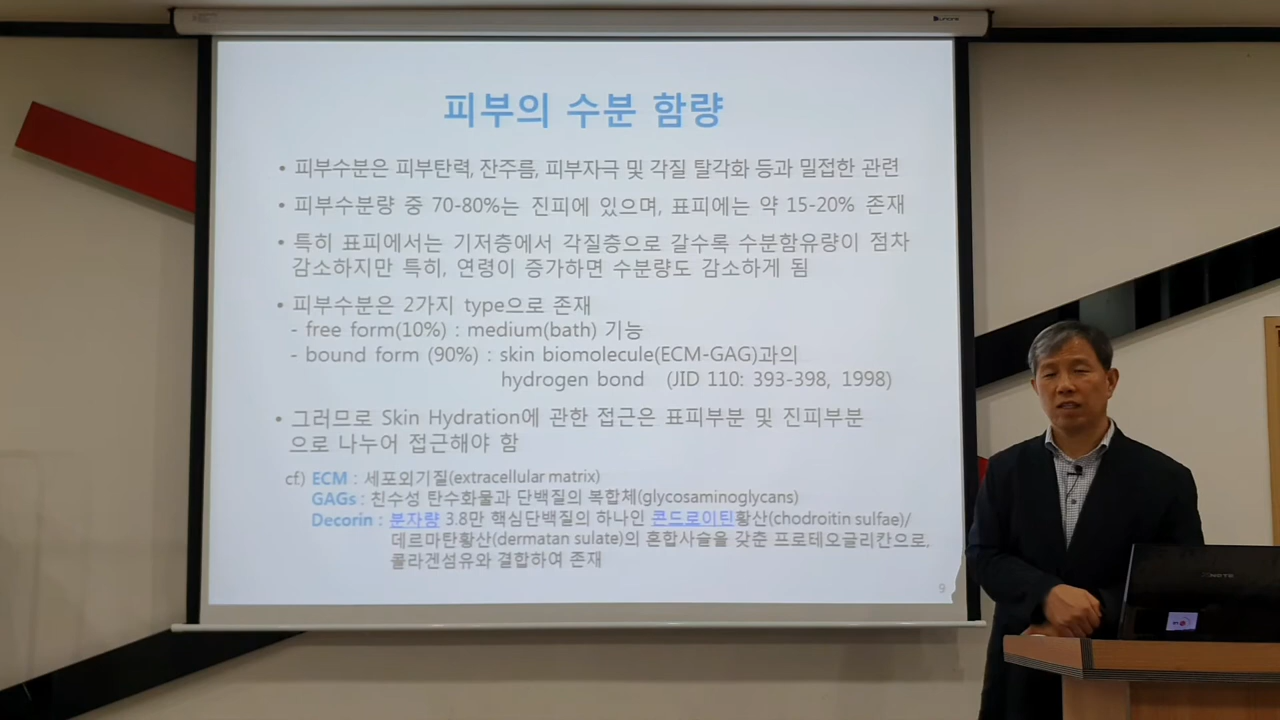 피부의 수분 함량
• 피부수분은 피부탄력, 잔주름, 피부자극 및 각질 탈각화 등과 밀접한 관련
• 피부수분량 중 70-80%는 진피에 있으며, 표피에는 약 15-20% 존재
• 특히 표피에서는 기저층에서 각질층으로 갈수록 수분함유량이 점차
감소하지만 특히, 연령이 증가하면 수분량도 감소하게 됨
• 피부수분은 2가지 type으로 존재
- free form(10%) : medium(bath) 기능
- bound form (90%) : skin biomolecule(ECM-GAG)과의
hydrogen bond (JID 110: 393-398, 1998)
• 그러므로 Skin Hydration에 관한 접근은 표피부분 및 진피부분
으로 나누어 접근해야 함
cf) ECM : 세포외기질(extracellular matrix)
GAGs : 친수성 탄수화물과 단백질의 복합체(glycosaminoglycans)
Decorin : 분자량 3.8만 핵심단백질의 하나인 콘드로이틴황산(chodroitin sulfae)/
데르마탄황산(dermatan sulate)의 혼합사슬을 갖춘 프로테오글리칸으로,
콜라겐섬유와 결합하여 존재
9